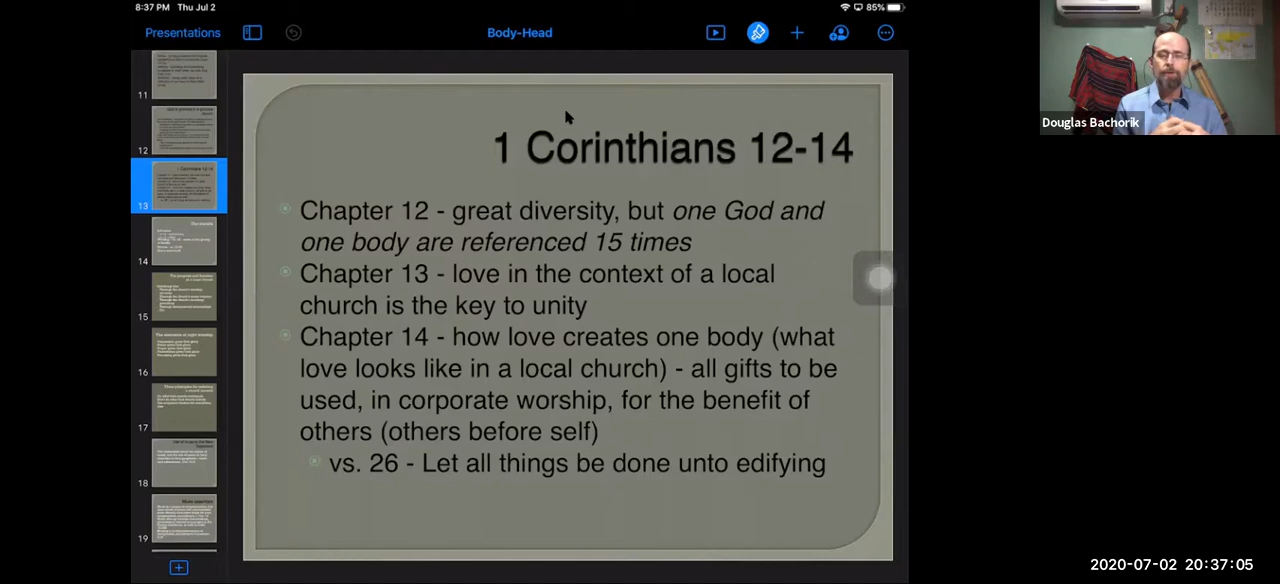 8:37 PM Thu Jul 2
85%
Presentations
Body-Head
11
12
13
14
15
16
17
18
19
1 Corinthians 12-14
Chapter 12 - great diversity, but one God and
one body are referenced 15 times
Chapter 13 - love in the context of a local
church is the key to unity
Chapter 14 - how love creates one body (what
love looks like in a local church) - all gifts to be
used, in corporate worship, for the benefit of
others (others before self)
vs. 26 - Let all things be done unto edifying
Douglas Bachorik
2020-07-02 20:37:05